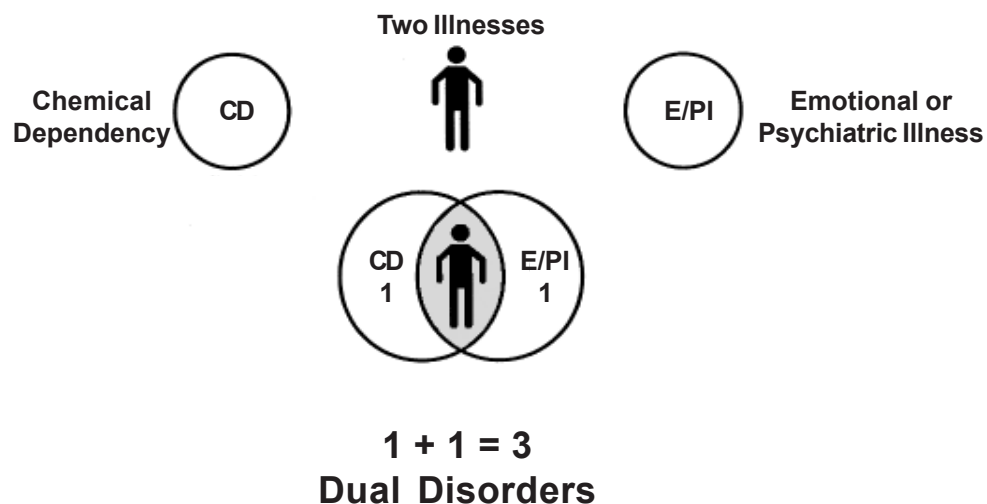 Two Illnesses
Chemical
Dependency
CD
E/PI
Emotional or
Psychiatric Illness
CD
1
E/PI
1
1 + 1 = 3
Dual Disorders